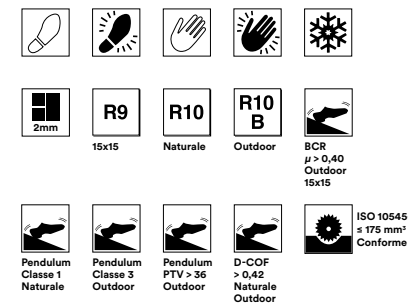 2mm
R9
R10
R10
B
15x15
Naturale
Outdoor
BCR
μ > 0,40
Outdoor
15x15
Pendulum
Classe 1
Naturale
Pendulum
Classe 3
Outdoor
Pendulum
PTV > 36
Outdoor
D-COF
> 0,42
Naturale
Outdoor
ISO 10545
≤ 175 mm³
Conforme